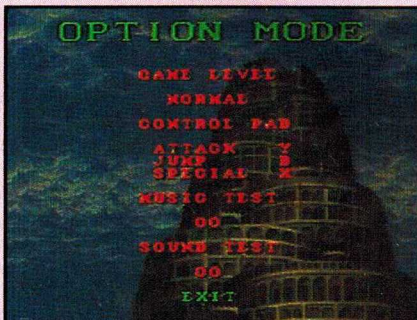 OPTION MODE
GAME LEVEL
NORMAL
CONTROL PAD
ATTACK Y
JUMP B
SPECIAL X
MUSIC TEST
00
SOUND TEST
00
EXIT